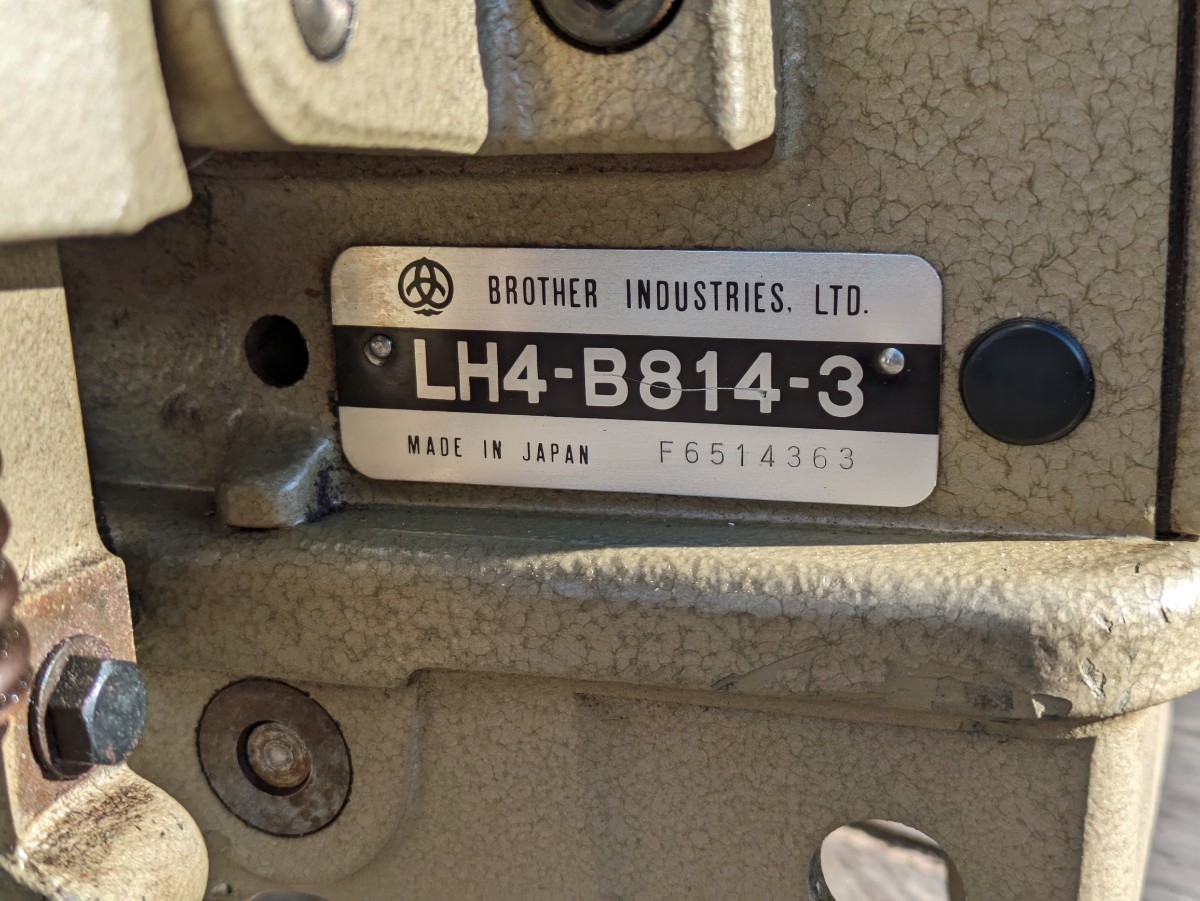 BROTHER INDUSTRIES, LTD.
LH4-B814-3
MADE IN JAPAN F6514363